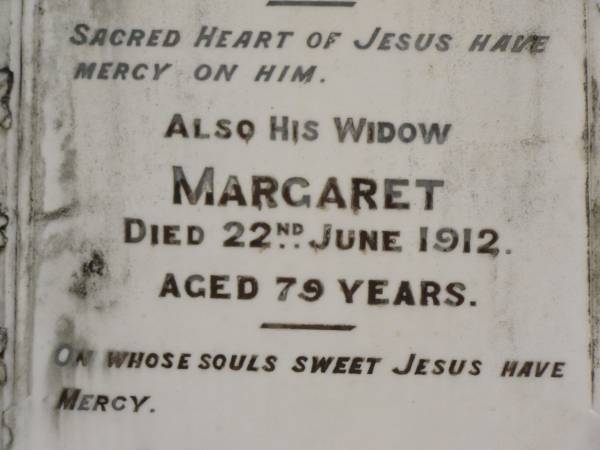 SACRED HEART OF JESUS HAVE
MERCY ON HIM.
ALSO HIS WIDOW
MARGARET
DIED 22ND. JUNE 1912.
AGED 79 YEARS.
ON WHOSE SOULS SWEET JESUS HAVE
MERCY.